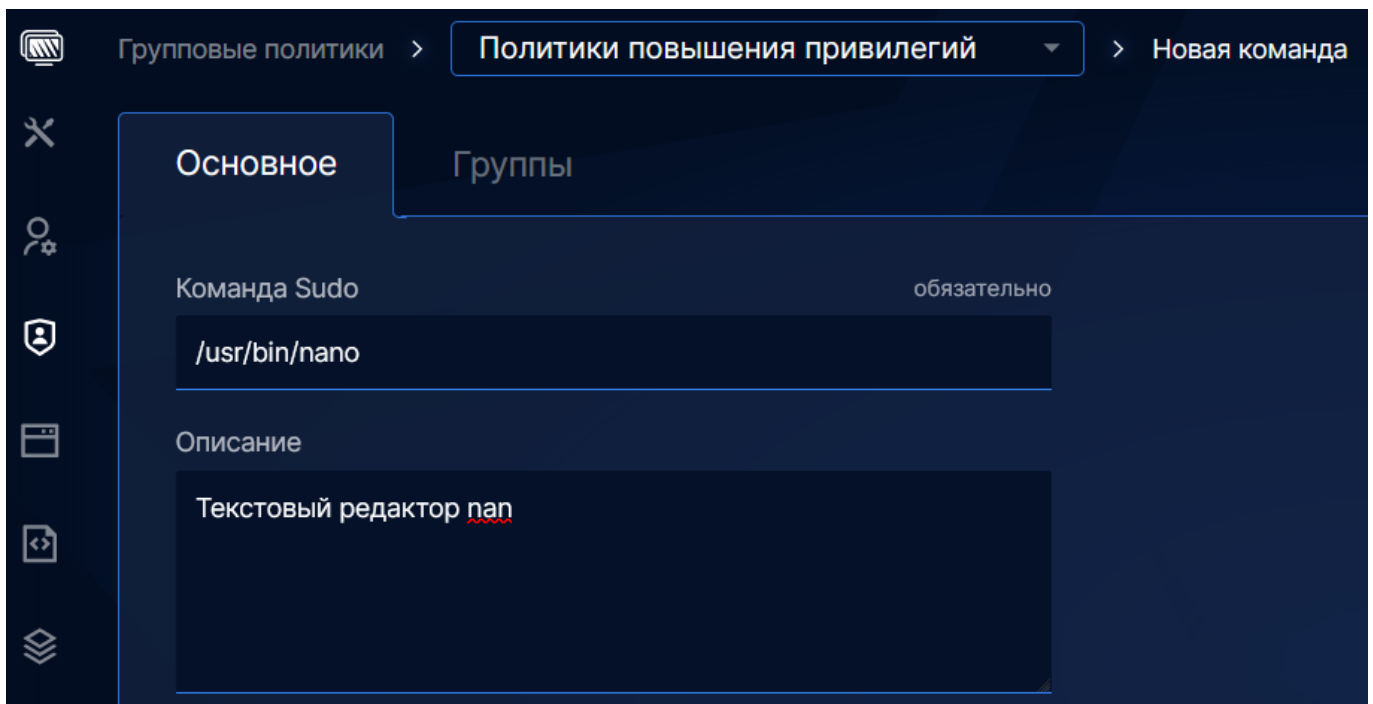 Групповые политики > Политики повышения привилегий > Новая команда
Основное Группы
Команда Sudo обязательно
/usr/bin/nano
Описание
Текстовый редактор nan